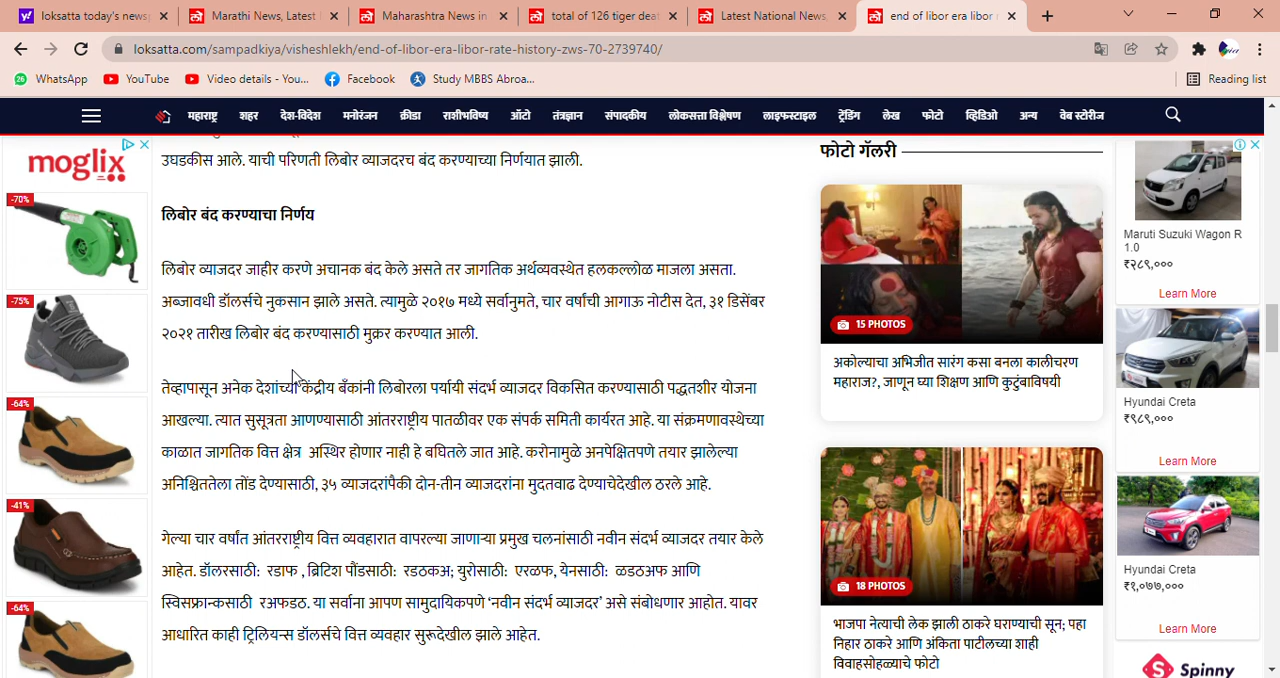 loksatta today's news
Marathi News, Latest
Maharashtra News in
total of 126 tiger deat
Latest National News,
end of libor era libor
loksatta.com/sampadkiya/visheshlekh/end-of-libor-era-libor-rate-history-zws-70-2739740/
WhatsApp
YouTube
Video details - You...
Facebook
Study MBBS Abroa...
Reading list
महाराष्ट्र
शहर
देश-विदेश
मनोरंजन
क्रीडा
राशीभविष्य
ऑटो
तंत्रज्ञान
संपादकीय
लोकसत्ता विश्लेषण
लाइफस्टाइल
ट्रेंडिंग
लेख
फोटो
व्हिडिओ
अन्य
वेब स्टोरीज
moglix
-70%
-75%
-64%
-41%
-64%
उघडकीस आले. याची परिणती लिबोर व्याजदरच बंद करण्याच्या निर्णयात झाली.
लिबोर बंद करण्याचा निर्णय
लिबोर व्याजदर जाहीर करणे अचानक बंद केले असते तर जागतिक अर्थव्यवस्थेत हलकल्लोळ माजला असता.
अब्जावधी डॉलर्सचे नुकसान झाले असते. त्यामुळे २०१७ मध्ये सर्वानुमते, चार वर्षांची आगाऊ नोटीस देत, ३१ डिसेंबर
२०२१ तारीख लिबोर बंद करण्यासाठी मुक्रर करण्यात आली.
तेव्हापासून अनेक देशांच्या केंद्रीय बँकांनी लिबोरला पर्यायी संदर्भ व्याजदर विकसित करण्यासाठी पद्धतशीर योजना
आखल्या. त्यात सुसूत्रता आणण्यासाठी आंतरराष्ट्रीय पातळीवर एक संपर्क समिती कार्यरत आहे. या संक्रमणावस्थेच्या
काळात जागतिक वित्त क्षेत्र अस्थिर होणार नाही हे बघितले जात आहे. करोनामुळे अनपेक्षितपणे तयार झालेल्या
अनिश्चिततेला तोंड देण्यासाठी, ३५ व्याजदरांपैकी दोन-तीन व्याजदरांना मुदतवाढ देण्याचेदेखील ठरले आहे.
गेल्या चार वर्षांत आंतरराष्ट्रीय वित्त व्यवहारात वापरल्या जाणाऱ्या प्रमुख चलनांसाठी नवीन संदर्भ व्याजदर तयार केले
आहेत. डॉलरसाठी: रडाफ , ब्रिटिश पौंडसाठी: रडठकअ; युरोसाठी: एरळफ, येनसाठी: ळडठअफ आणि
स्विसफ्रान्कसाठी रअफडठ. या सर्वांना आपण सामुदायिकपणे ‘नवीन संदर्भ व्याजदर’ असे संबोधणार आहोत. यावर
आधारित काही ट्रिलियन्स डॉलर्सचे वित्त व्यवहार सुरूदेखील झाले आहेत.
फोटो गॅलरी
15 PHOTOS
अकोल्याचा अभिजीत सारंग कसा बनला कालीचरण
महाराज?, जाणून घ्या शिक्षण आणि कुटुंबाविषयी
18 PHOTOS
भाजपा नेत्याची लेक झाली ठाकरे घराण्याची सून; पहा
निहार ठाकरे आणि अंकिता पाटीलच्या शाही
विवाहसोहळ्याचे फोटो
Maruti Suzuki Wagon R
1.0
₹२८९,०००
Learn More
Hyundai Creta
₹९८९,०००
Learn More
Hyundai Creta
₹१,०७७,०००
Learn More
Spinny